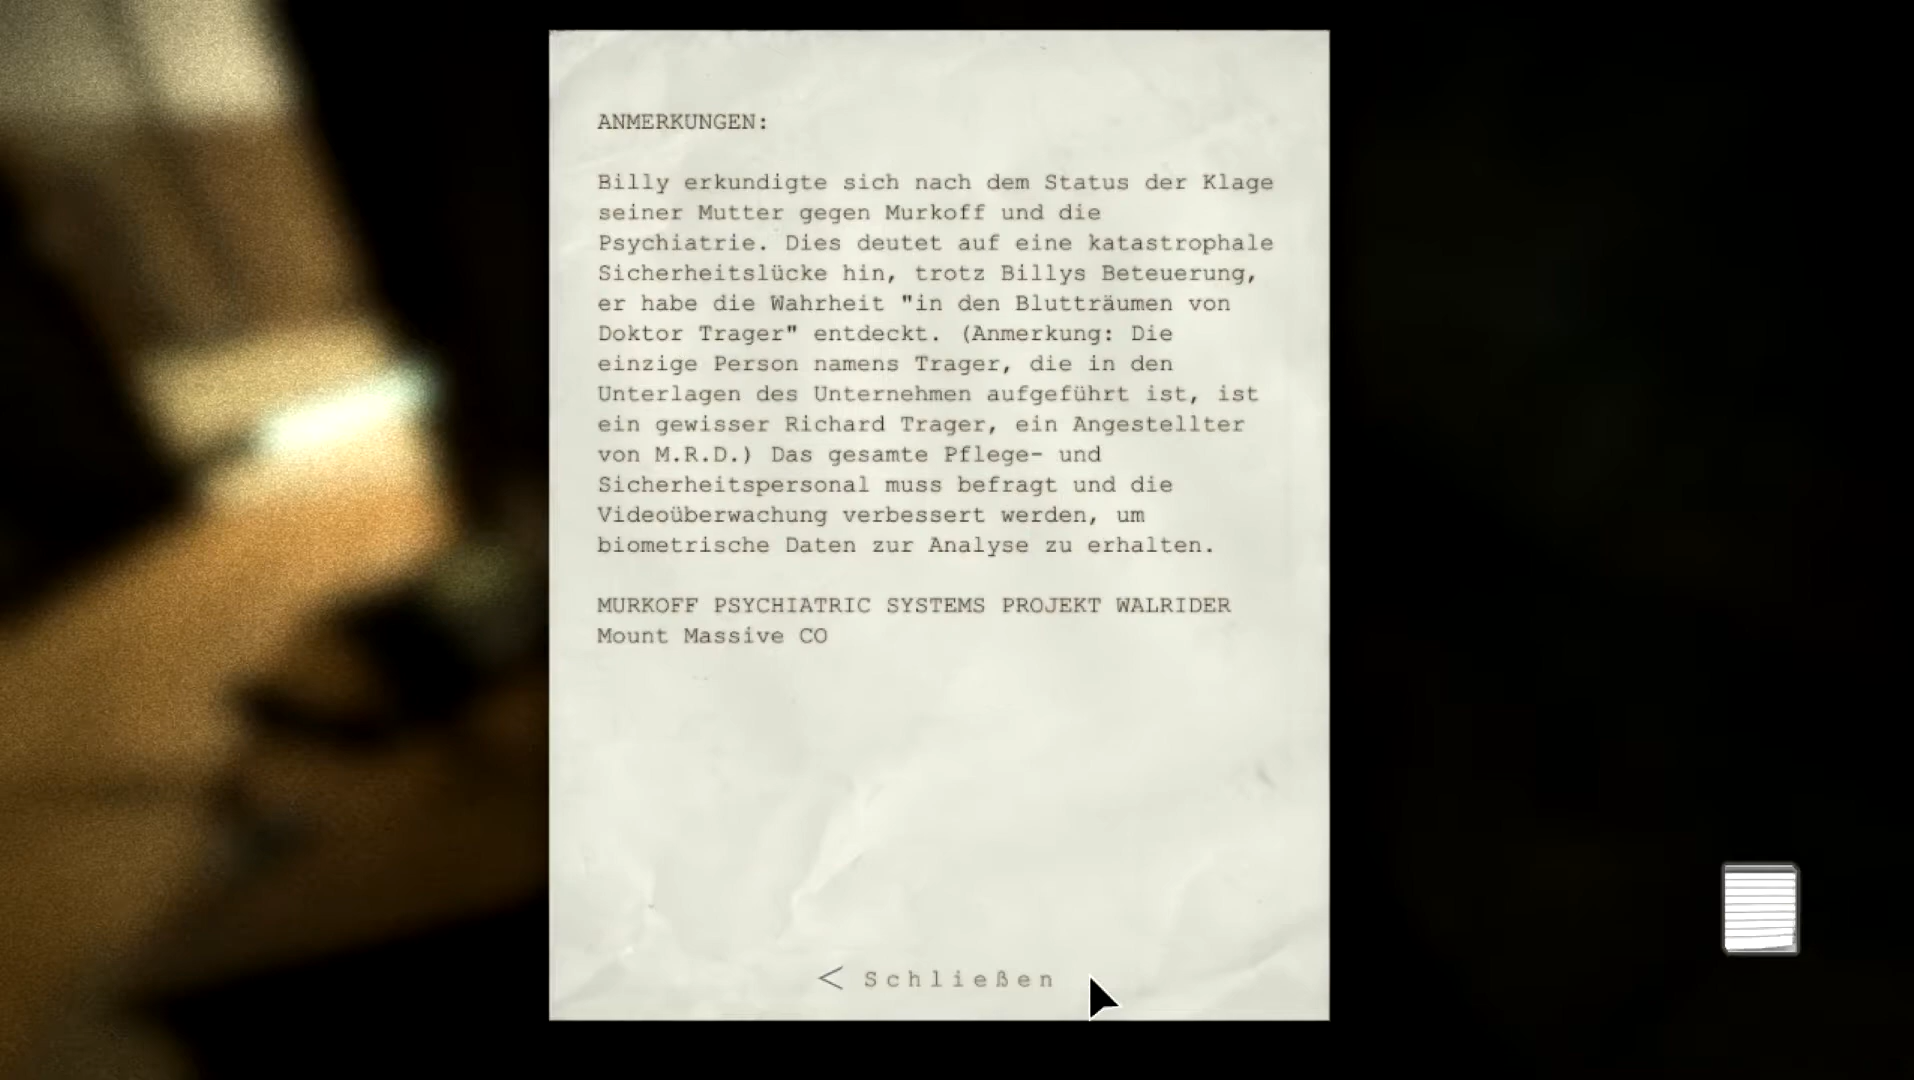 ANMERKUNGEN:
Billy erkundigte sich nach dem Status der Klage
seiner Mutter gegen Murkoff und die
Psychiatrie. Dies deutet auf eine katastrophale
Sicherheitslücke hin, trotz Billys Beteuerung,
er habe die Wahrheit "in den Blutträumen von
Doktor Trager" entdeckt. (Anmerkung: Die
einzige Person namens Trager, die in den
Unterlagen des Unternehmen aufgeführt ist, ist
ein gewisser Richard Trager, ein Angestellter
von M.R.D.) Das gesamte Pflege- und
Sicherheitspersonal muss befragt und die
Videoüberwachung verbessert werden, um
biometrische Daten zur Analyse zu erhalten.
MURKOFF PSYCHIATRIC SYSTEMS PROJEKT WALRIDER
Mount Massive CO
< Schließen